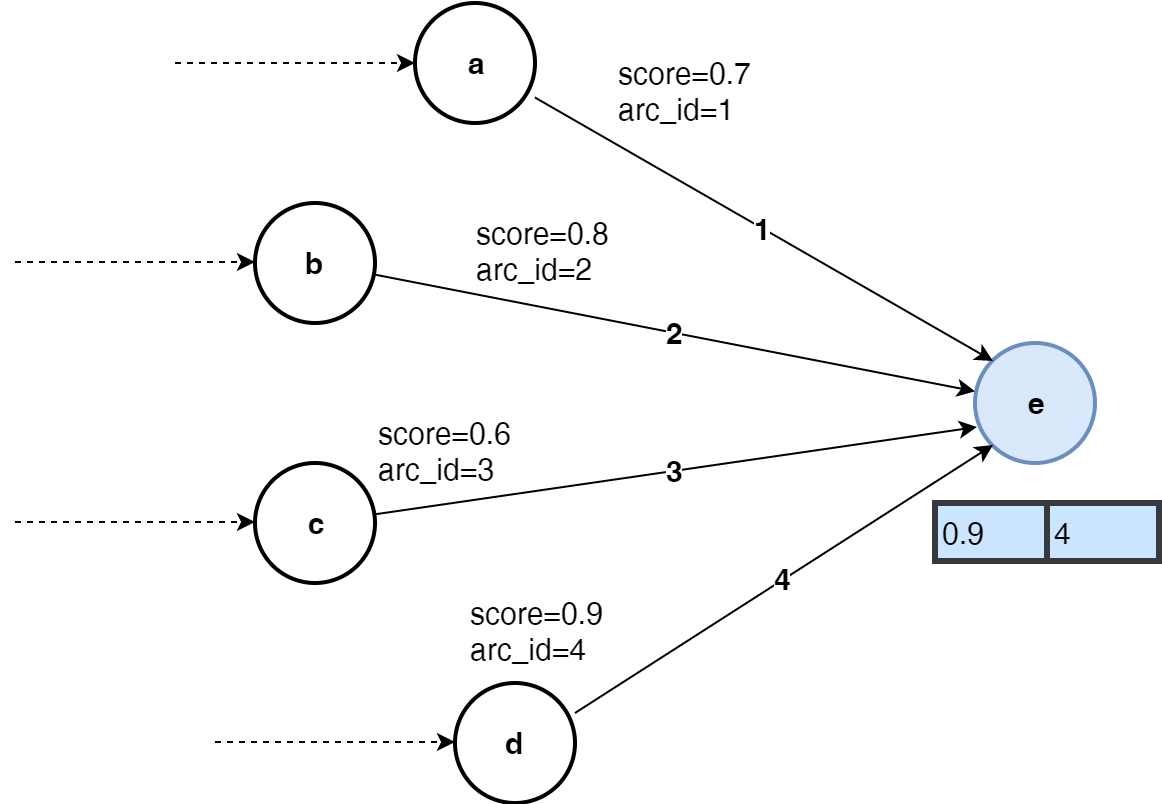 a
score=0.7
arc_id=1
1
b
score=0.8
arc_id=2
2
e
c
score=0.6
arc_id=3
3
0.9 4
4
score=0.9
arc_id=4
d